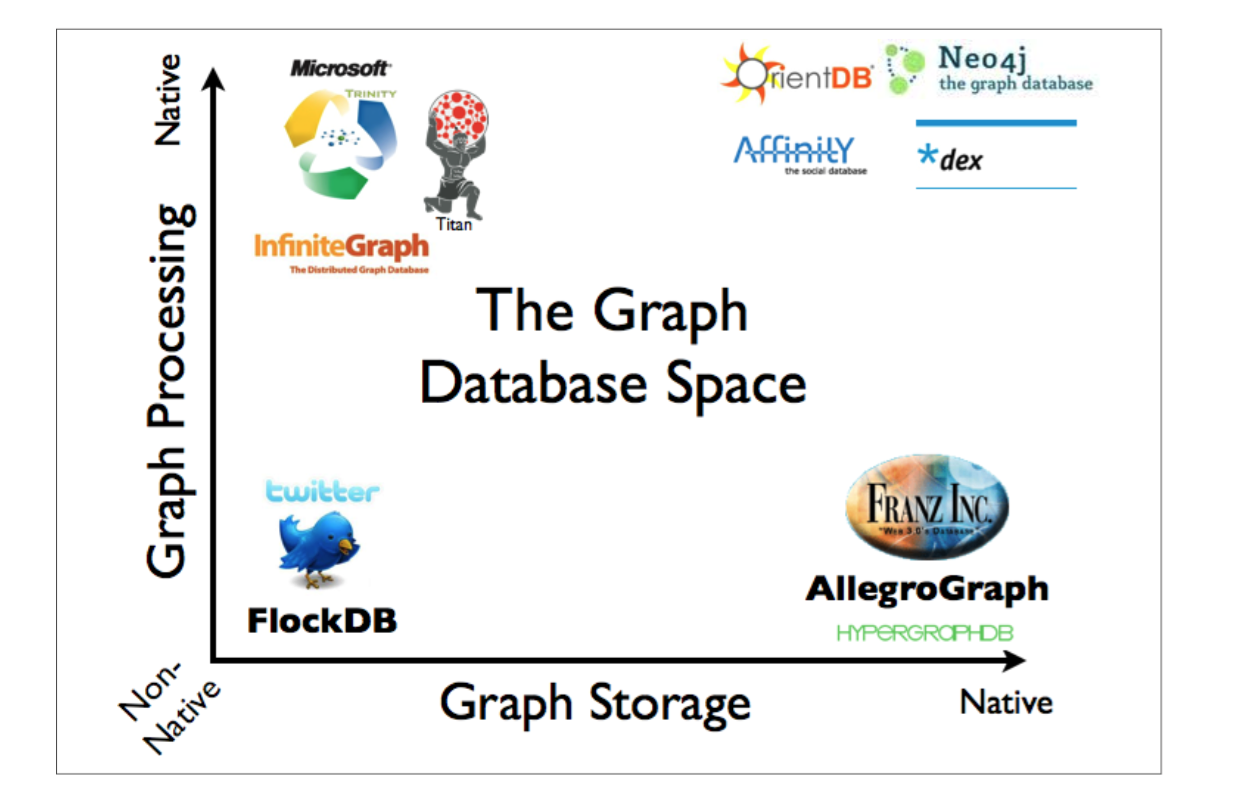 Native
Graph Processing
Microsoft
TRINITY
Titan
InfiniteGraph
The Distributed Graph Database
OrientDB
Neo4j
the graph database
Affinity
the social database
*dex
The Graph
Database Space
twitter
FlockDB
FRANZ INC.
"Web 3.0's Database"
AllegroGraph
HYPERGRAPHDB
Non-
Native
Graph Storage
Native